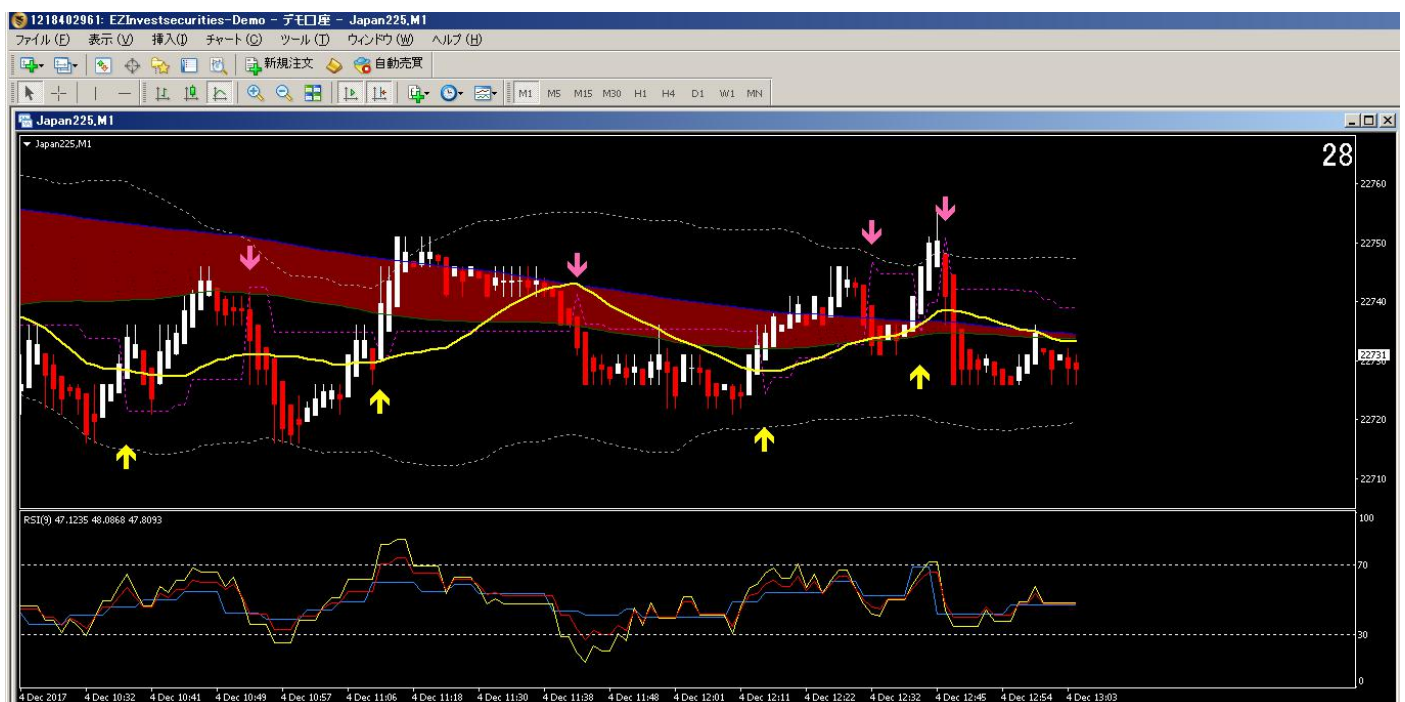 1218402961: EZInvestsecurities-Demo - デモ口座 - Japan225,M1
ファイル(F) 表示(V) 挿入(I) チャート(C) ツール(T) ウィンドウ(W) ヘルプ(H)
新規注文 自動売買
M1 M5 M15 M30 H1 H4 D1 W1 MN
Japan225,M1
Japan225,M1
28
22760
22750
22740
22731
22720
22710
RSI(9) 47.1235 48.0868 47.8093
100
70
30
0
4 Dec 2017 4 Dec 10:32 4 Dec 10:41 4 Dec 10:49 4 Dec 10:57 4 Dec 11:06 4 Dec 11:18 4 Dec 11:30 4 Dec 11:38 4 Dec 11:48 4 Dec 12:01 4 Dec 12:11 4 Dec 12:22 4 Dec 12:32 4 Dec 12:45 4 Dec 12:54 4 Dec 13:03